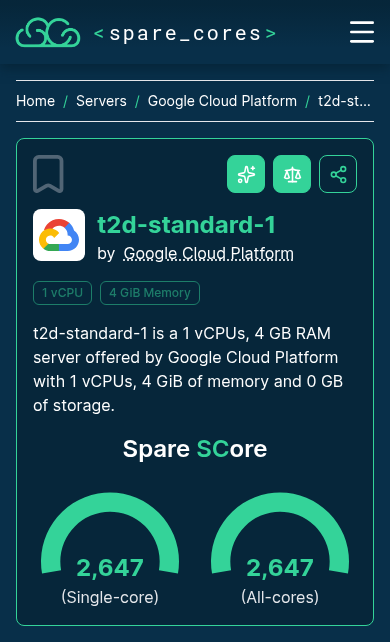 <spare_cores>
Home / Servers / Google Cloud Platform / t2d-st...
t2d-standard-1
by Google Cloud Platform
1 vCPU 4 GiB Memory
t2d-standard-1 is a 1 vCPUs, 4 GB RAM
server offered by Google Cloud Platform
with 1 vCPUs, 4 GiB of memory and 0 GB
of storage.
Spare SCore
2,647 2,647
(Single-core) (All-cores)